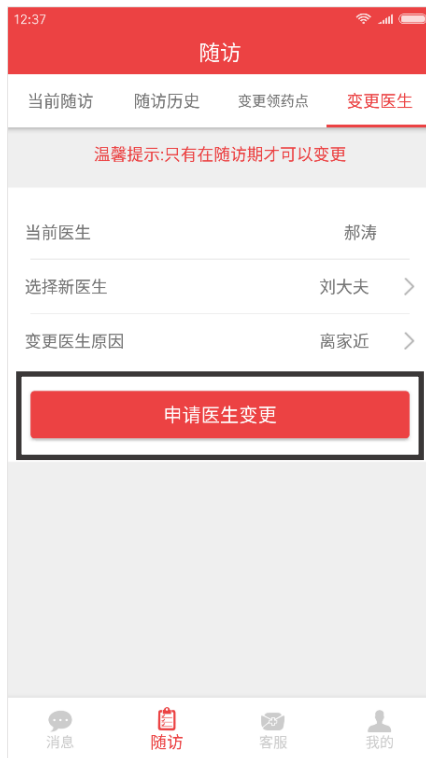 12:37
随访
当前随访 随访历史 变更领药点 变更医生
温馨提示:只有在随访期才可以变更
当前医生 郝涛
选择新医生 刘大夫
变更医生原因 离家近
申请医生变更
消息 随访 客服 我的